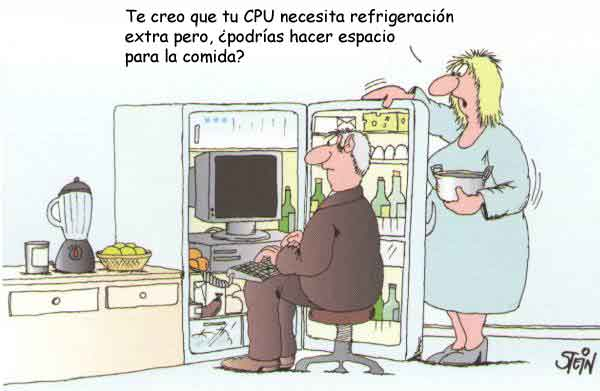 Te creo que tu CPU necesita refrigeración
extra pero, ¿podrías hacer espacio
para la comida?
STEIN